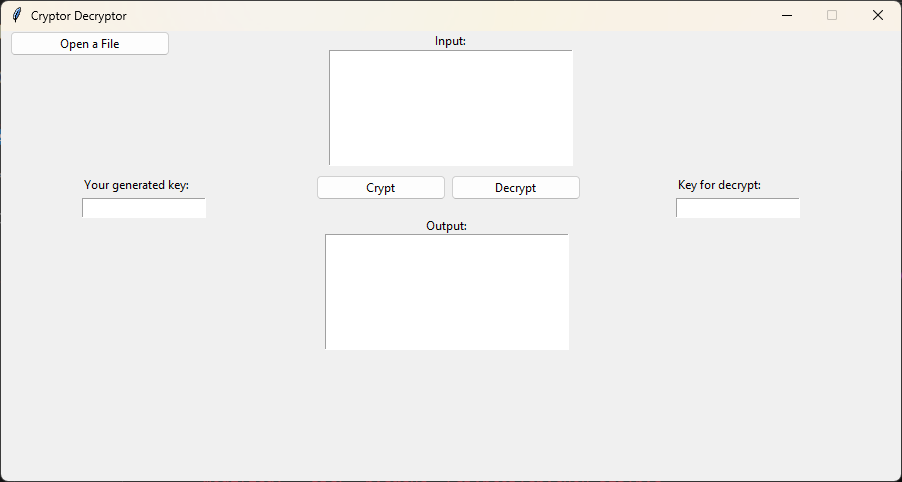 Cryptor Decryptor
Open a File
Input:
Your generated key:
Crypt
Decrypt
Key for decrypt:
Output: